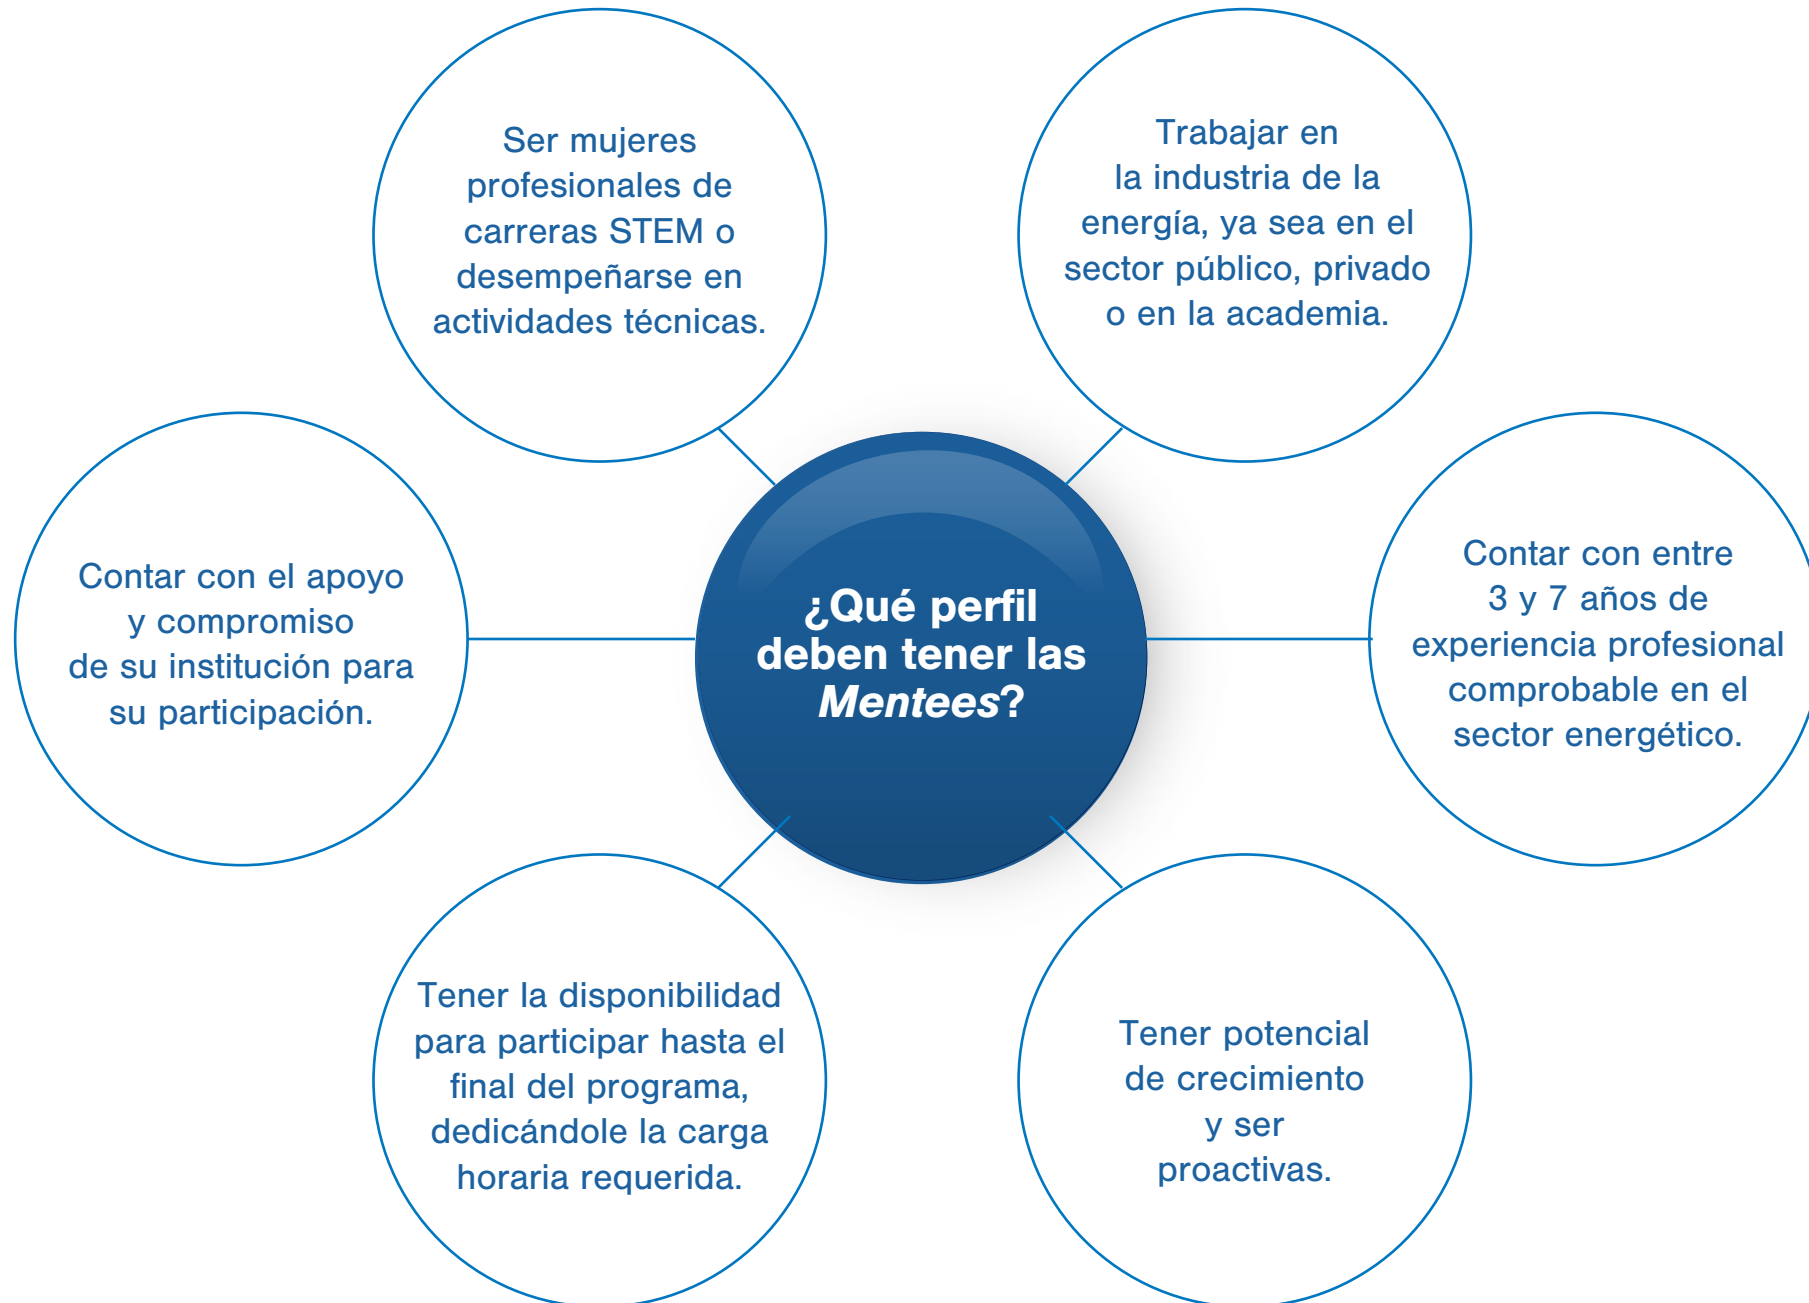 Ser mujeres
profesionales de
carreras STEM o
desempeñarse en
actividades técnicas.
Trabajar en
la industria de la
energía, ya sea en el
sector público, privado
o en la academia.
Contar con el apoyo
y compromiso
de su institución para
su participación.
¿Qué perfil
deben tener las
Mentees?
Contar con entre
3 y 7 años de
experiencia profesional
comprobable en el
sector energético.
Tener la disponibilidad
para participar hasta el
final del programa,
dedicándole la carga
horaria requerida.
Tener potencial
de crecimiento
y ser
proactivas.